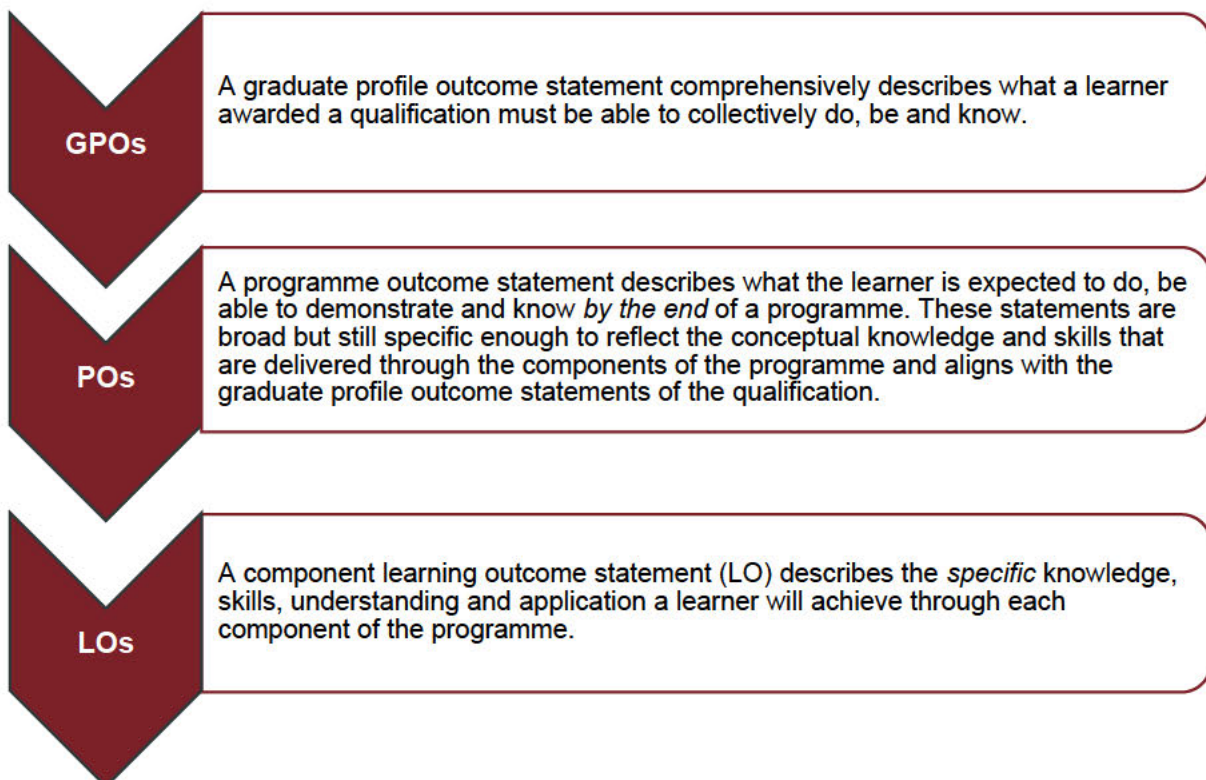 GPOs
A graduate profile outcome statement comprehensively describes what a learner
awarded a qualification must be able to collectively do, be and know.
POs
A programme outcome statement describes what the learner is expected to do, be
able to demonstrate and know by the end of a programme. These statements are
broad but still specific enough to reflect the conceptual knowledge and skills that
are delivered through the components of the programme and aligns with the
graduate profile outcome statements of the qualification.
LOs
A component learning outcome statement (LO) describes the specific knowledge,
skills, understanding and application a learner will achieve through each
component of the programme.